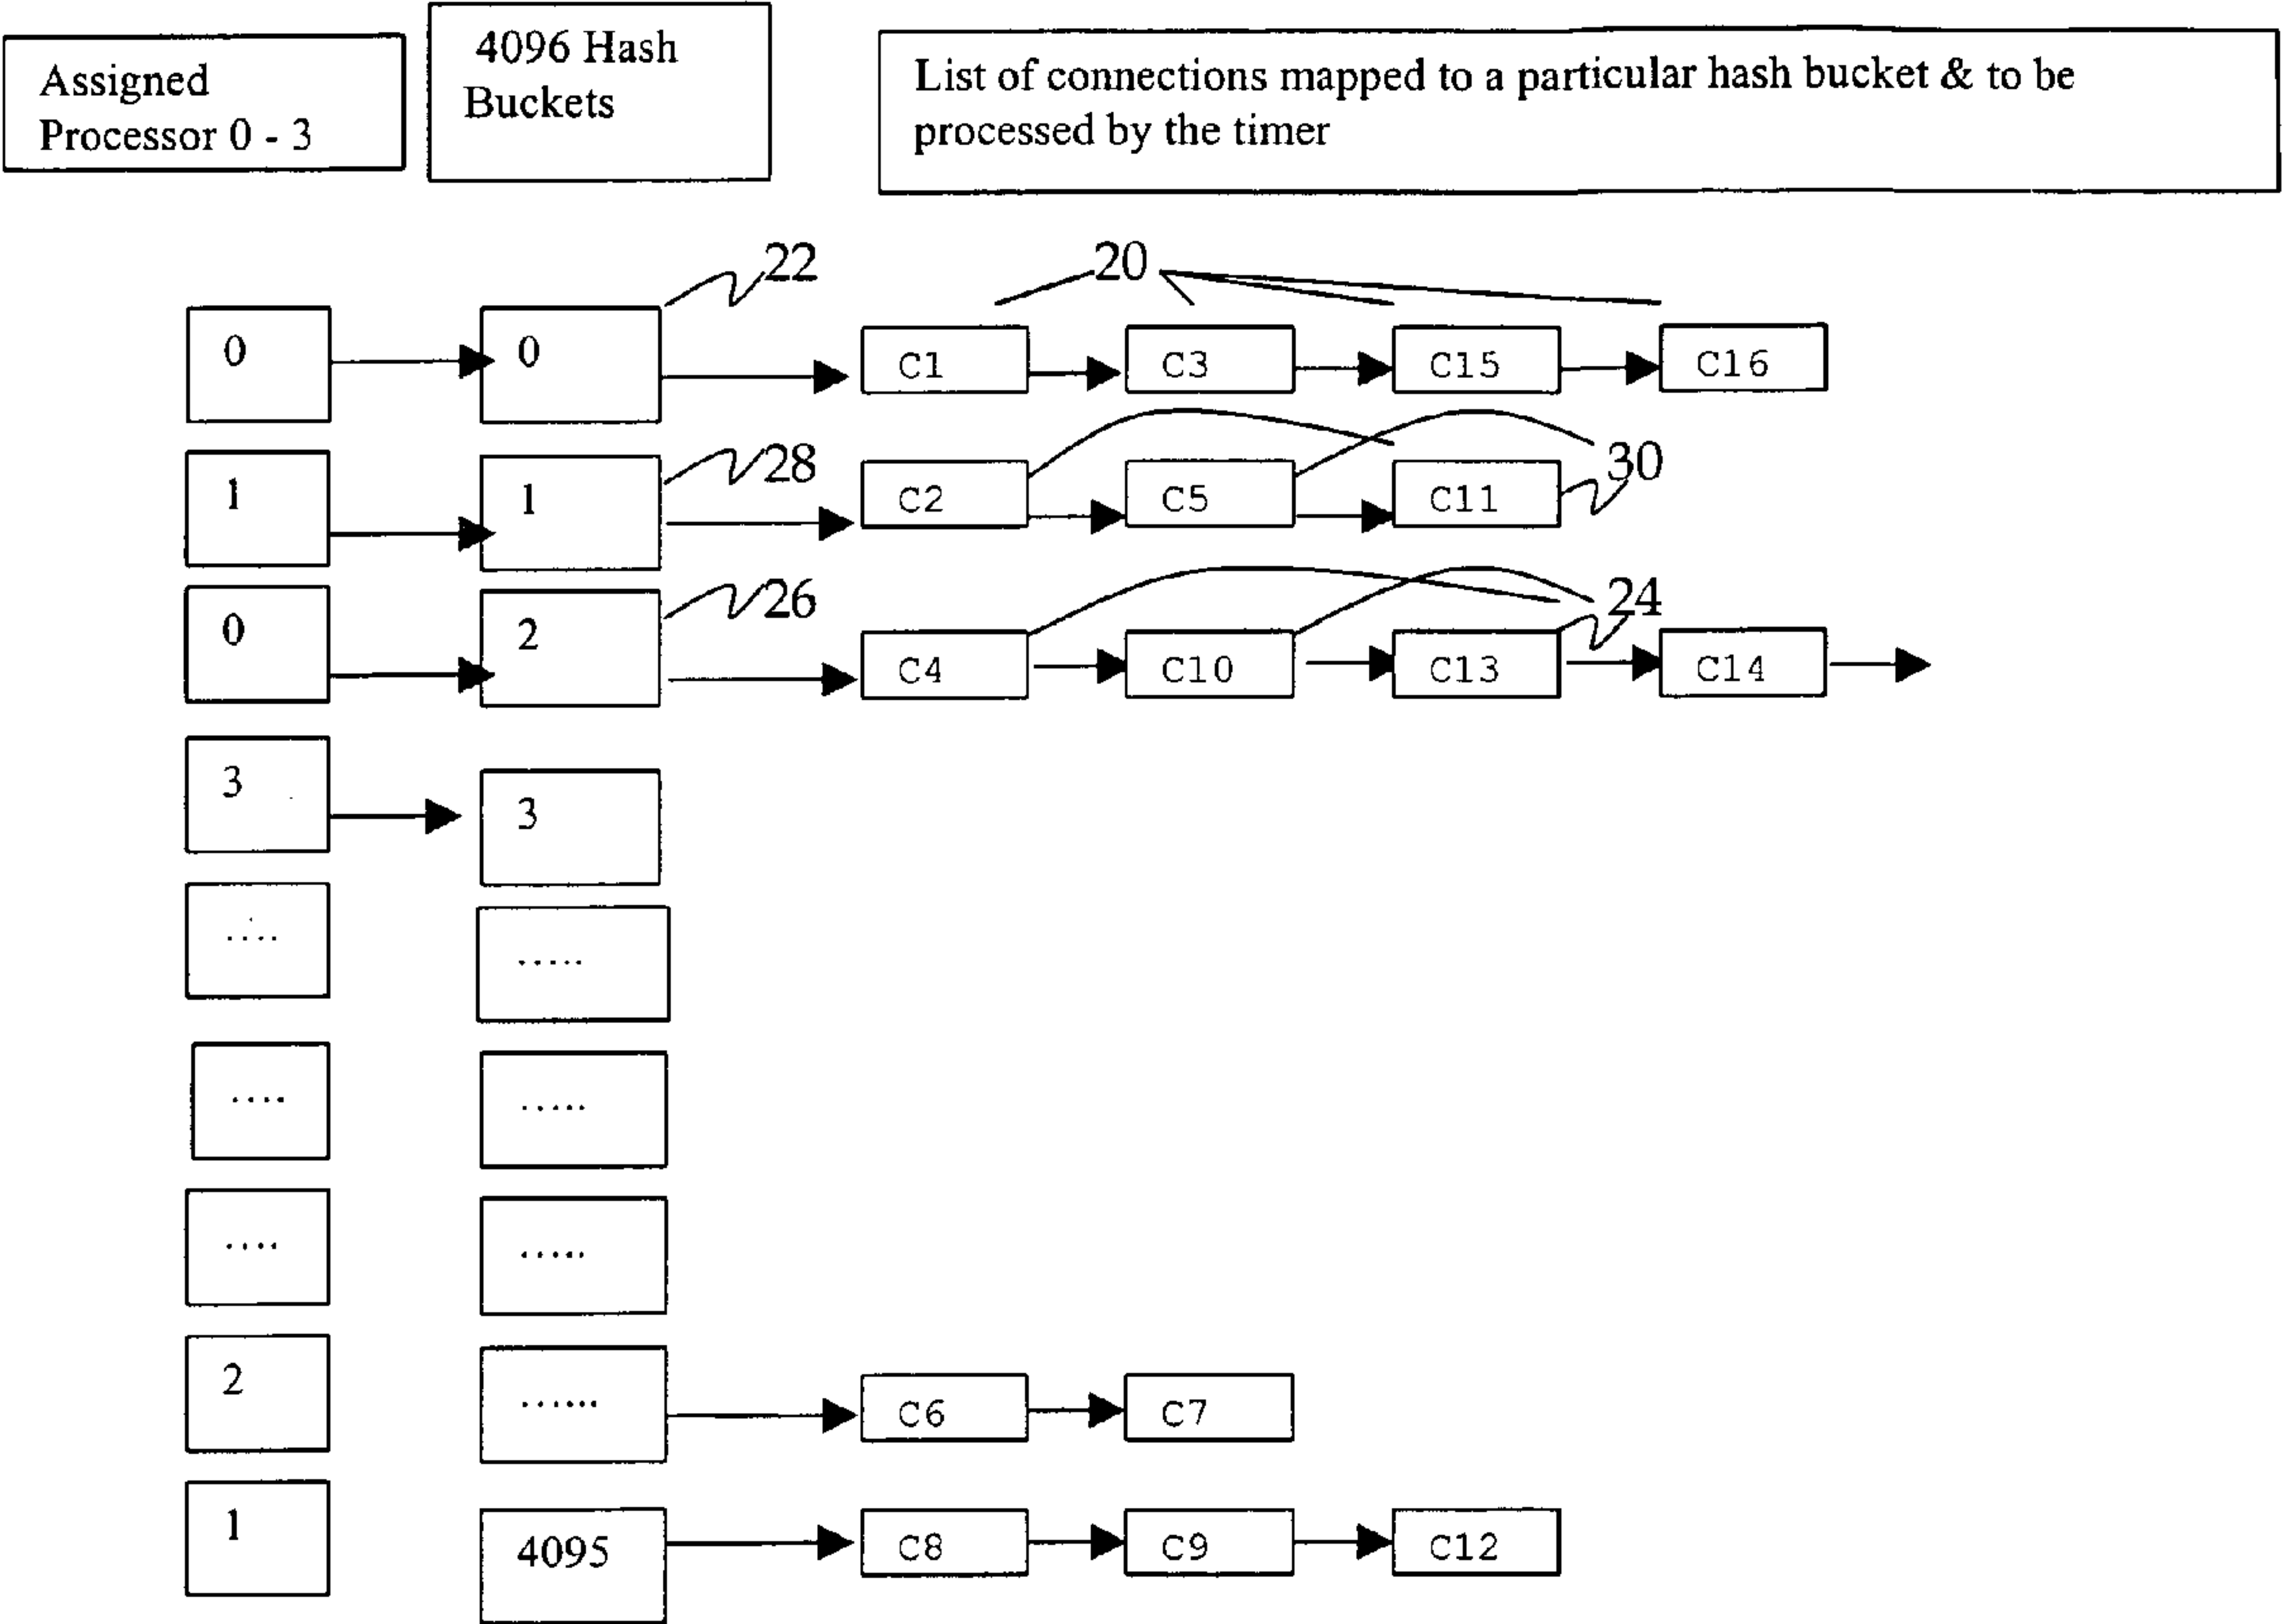 Assigned
Processor 0 - 3
4096 Hash
Buckets
List of connections mapped to a particular hash bucket & to be
processed by the timer
22
20
0
0
C1
C3
C15
C16
28
30
1
1
C2
C5
C11
26
24
0
2
C4
C10
C13
C14
3
3
....
.....
....
.....
....
.....
2
......
C6
C7
1
4095
C8
C9
C12